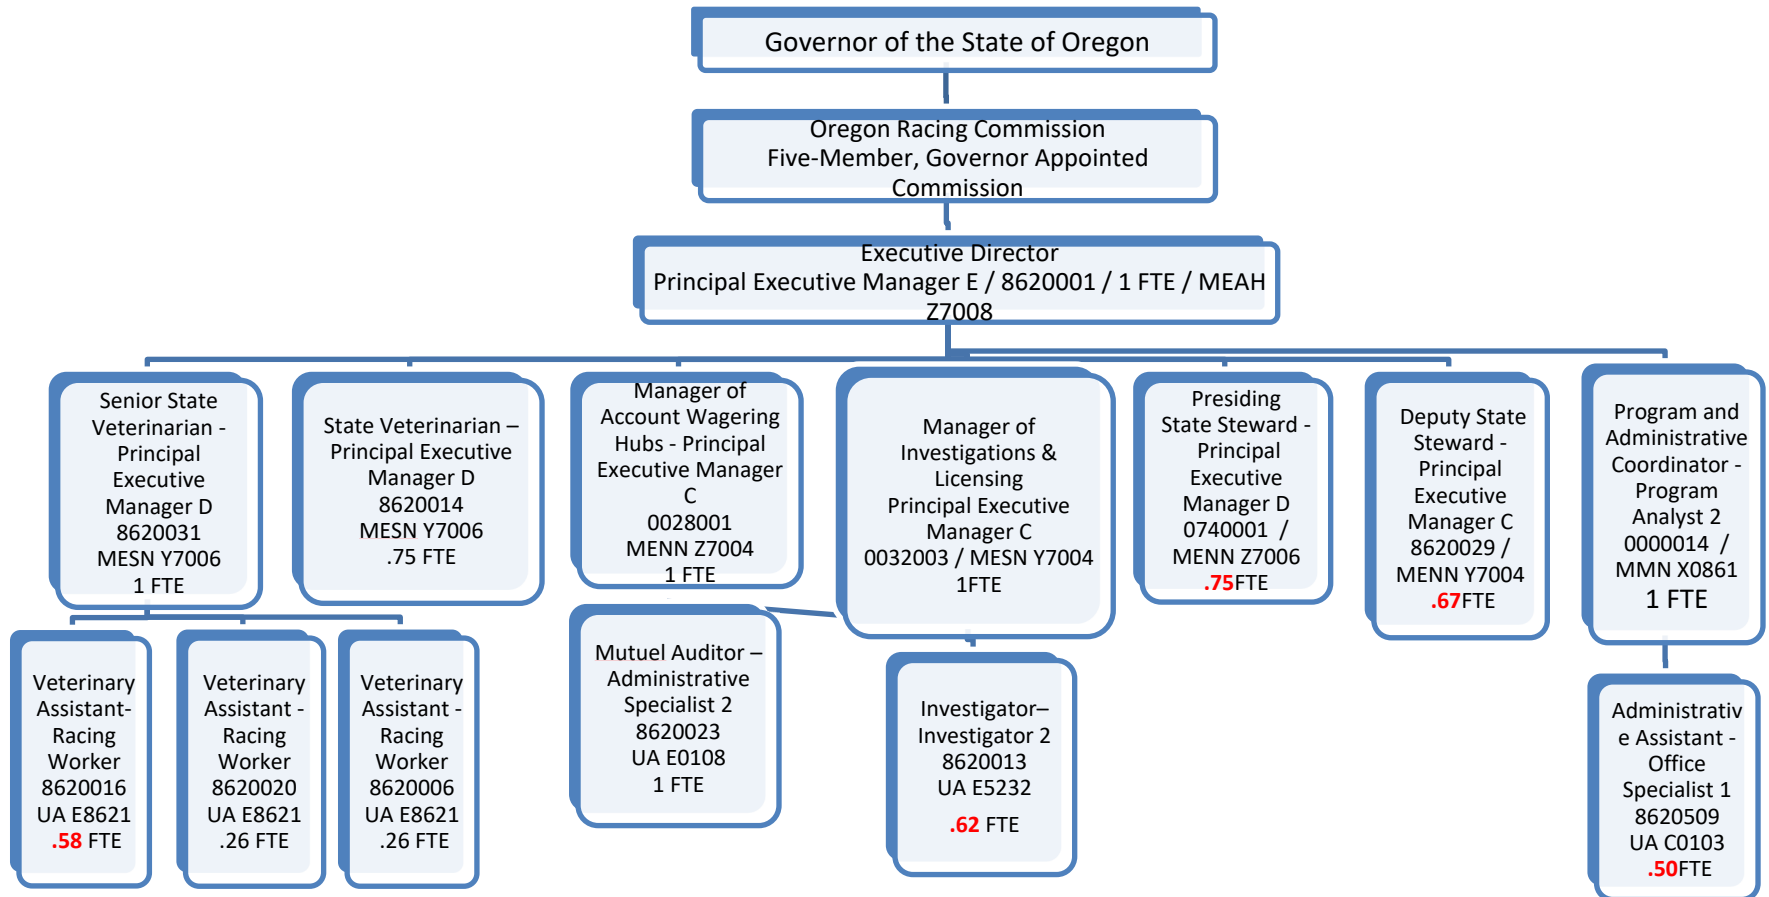 Governor of the State of Oregon
Oregon Racing Commission
Five-Member, Governor Appointed
Commission
Executive Director
Principal Executive Manager E / 8620001 / 1 FTE / MEAH
Z7008
Senior State
Veterinarian -
Principal
Executive
Manager D
8620031
MESN Y7006
1 FTE
State Veterinarian –
Principal Executive
Manager D
8620014
MESN Y7006
.75 FTE
Manager of
Account Wagering
Hubs - Principal
Executive Manager
C
0028001
MENN Z7004
1 FTE
Manager of
Investigations &
Licensing
Principal Executive
Manager C
0032003 / MESN Y7004
1FTE
Presiding
State Steward -
Principal
Executive
Manager D
0740001 /
MENN Z7006
.75FTE
Deputy State
Steward -
Principal
Executive
Manager C
8620029 /
MENN Y7004
.67FTE
Program and
Administrative
Coordinator -
Program
Analyst 2
0000014 /
MMN X0861
1 FTE
Veterinary
Assistant-
Racing
Worker
8620016
UA E8621
.58 FTE
Veterinary
Assistant -
Racing
Worker
8620020
UA E8621
.26 FTE
Veterinary
Assistant -
Racing
Worker
8620006
UA E8621
.26 FTE
Mutuel Auditor –
Administrative
Specialist 2
8620023
UA E0108
1 FTE
Investigator–
Investigator 2
8620013
UA E5232
.62 FTE
Administrativ
e Assistant -
Office
Specialist 1
8620509
UA C0103
.50FTE